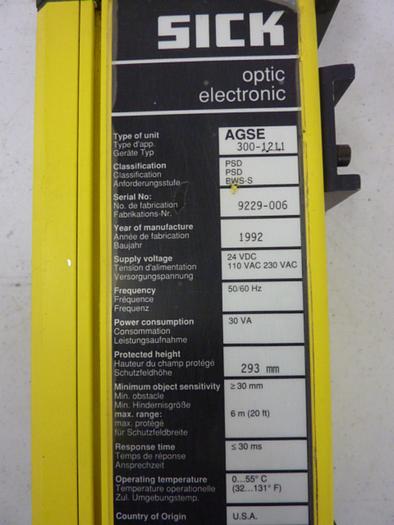 SICK
optic
electronic
Type of unit
Type d'app.
Geräte Typ
AGSE
300-1211
Classification
Classification
Anforderungsstufe
PSD
PSD
BWS-S
Serial No:
No. de fabrication
Fabrikations-Nr.
9229-006
Year of manufacture
Année de fabrication
Baujahr
1992
Supply voltage
Tension d'alimentation
Versorgungspannung
24 VDC
110 VAC 230 VAC
Frequency
Fréquence
Frequenz
50/60 Hz
Power consumption
Consommation
Leistungsaufnahme
30 VA
Protected height
Hauteur du champ protégé
Schutzfeldhöhe
293 mm
Minimum object sensitivity
Min. obstacle
Min. Hindernisgröße
≥ 30 mm
max. range:
max. protégé
für Schutzfeldbreite
6 m (20 ft)
Response time
Temps de réponse
Ansprechzeit
≤ 30 ms
Operating temperature
Température operationelle
Zul. Umgebungstemp.
0...55° C
(32...131° F)
Country of Origin
U.S.A.